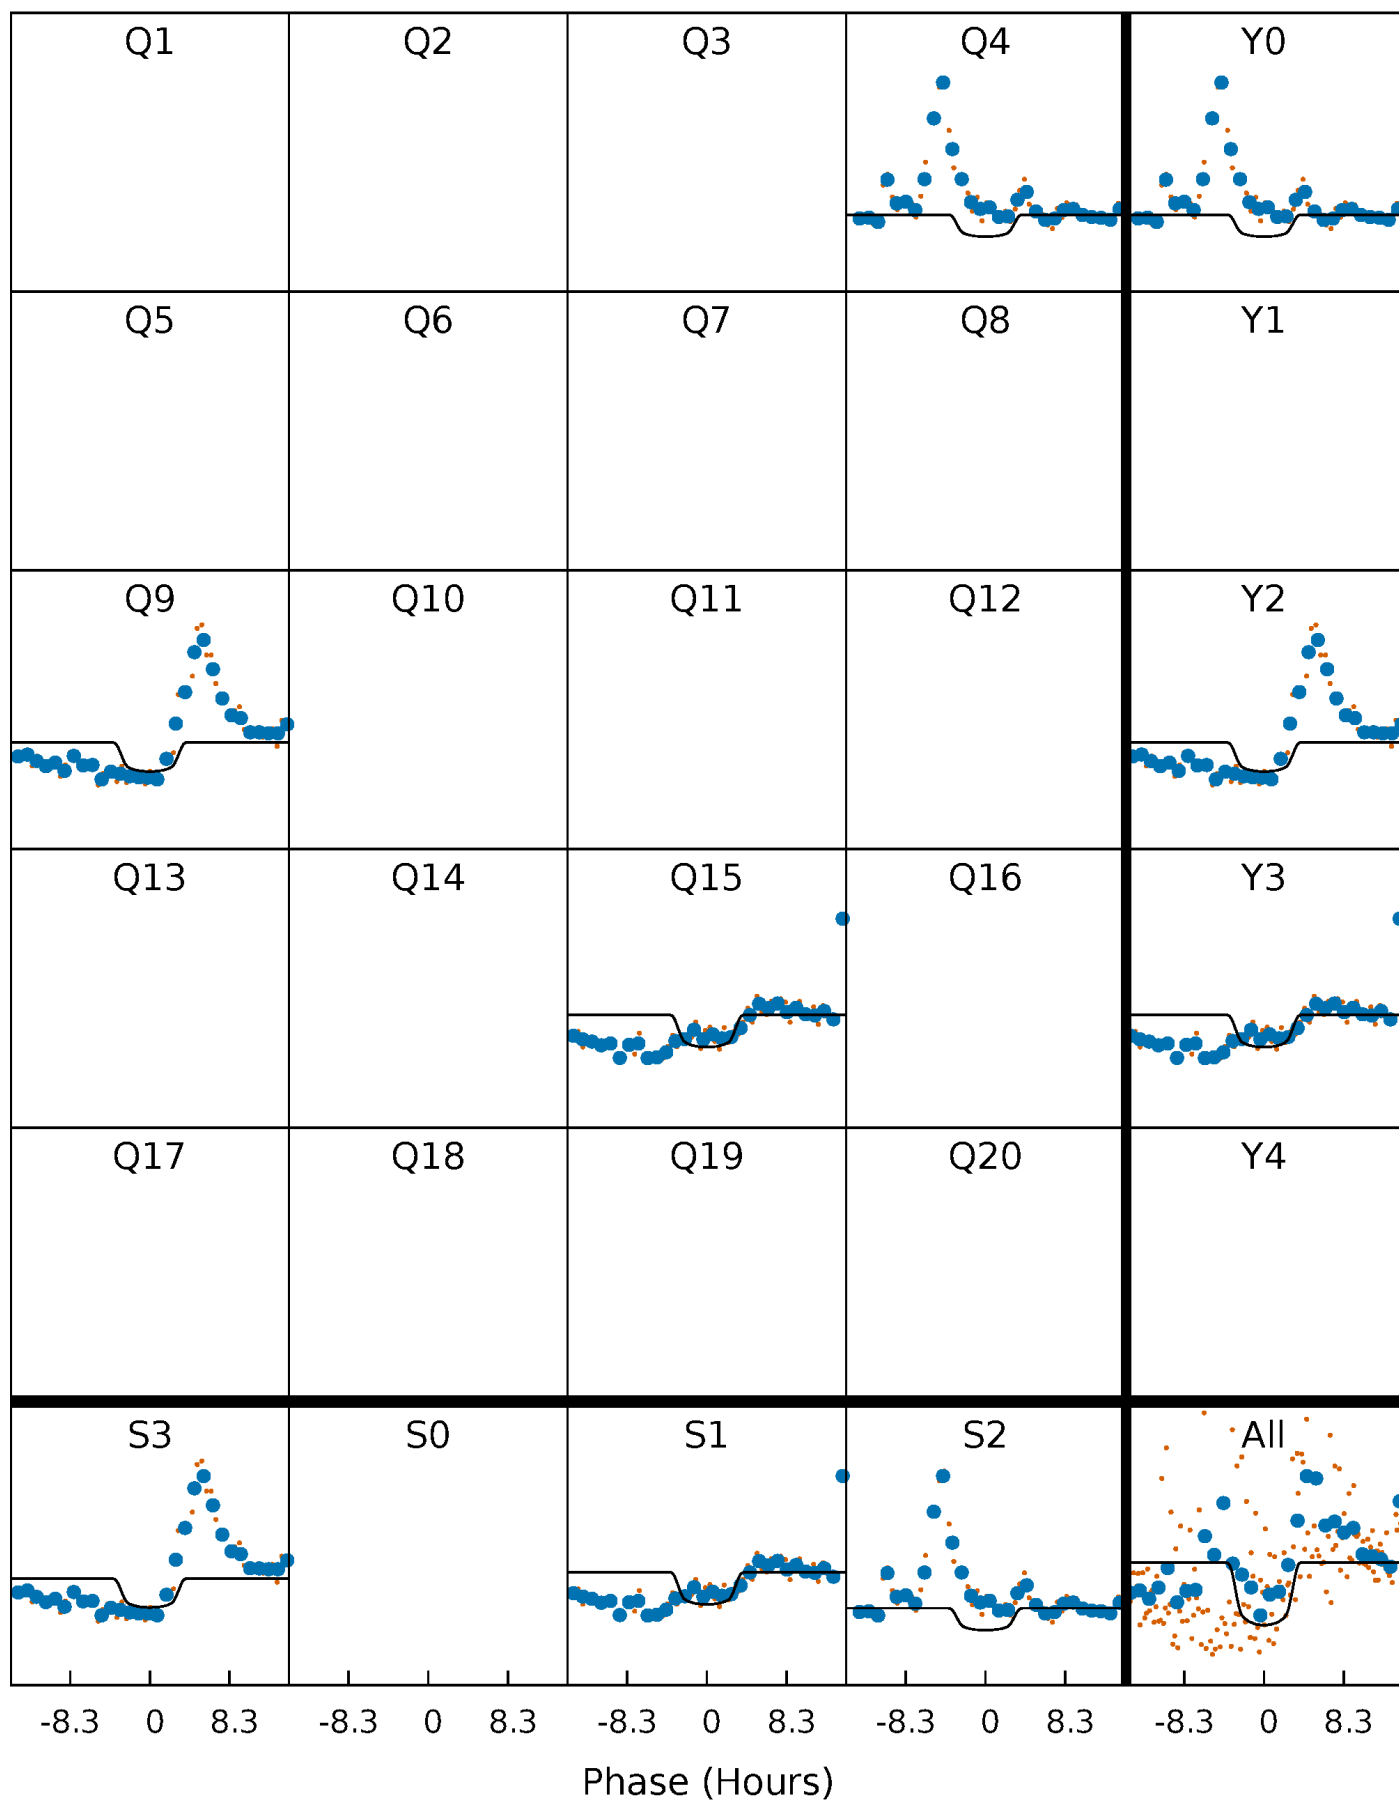 Q1 Q2 Q3 Q4 Y0
Q5 Q6 Q7 Q8 Y1
Q9 Q10 Q11 Q12 Y2
Q13 Q14 Q15 Q16 Y3
Q17 Q18 Q19 Q20 Y4
S3 S0 S1 S2 All
-8.3 0 8.3 -8.3 0 8.3 -8.3 0 8.3 -8.3 0 8.3 -8.3 0 8.3
Phase (Hours)